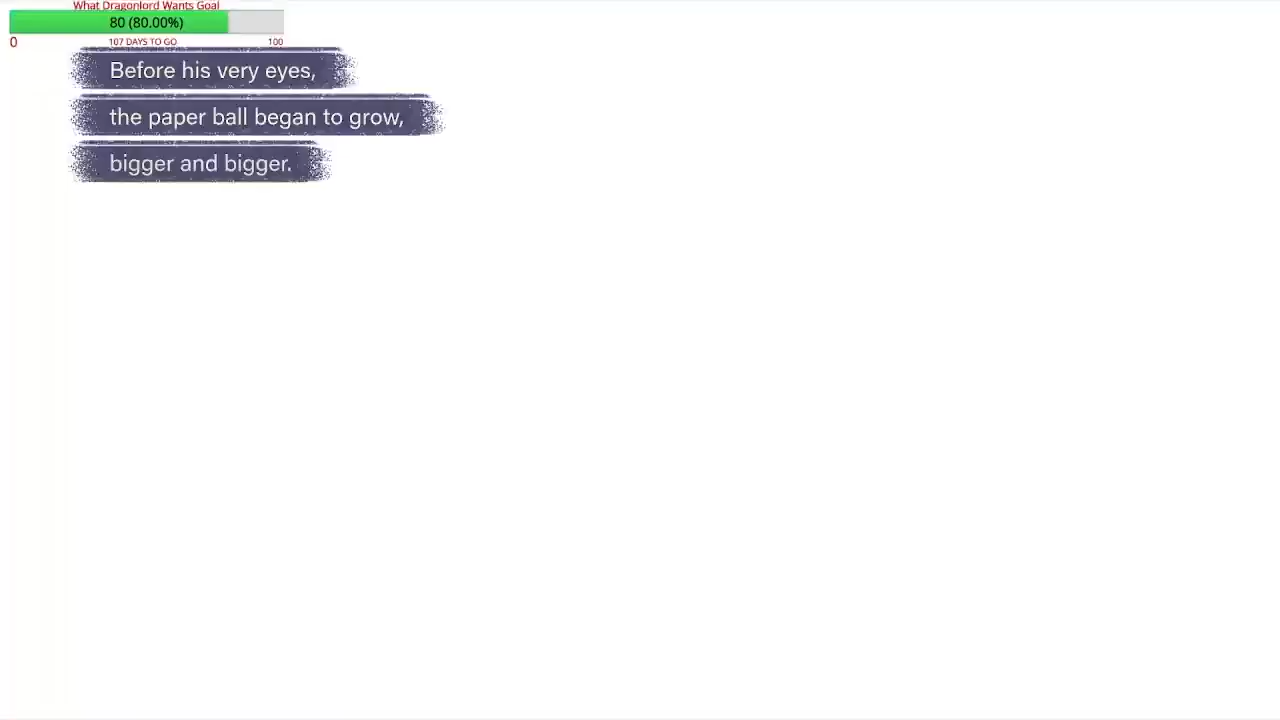 What Dragonlord Wants Goal
80 (80.00%)
0 107 DAYS TO GO 100
Before his very eyes,
the paper ball began to grow,
bigger and bigger.